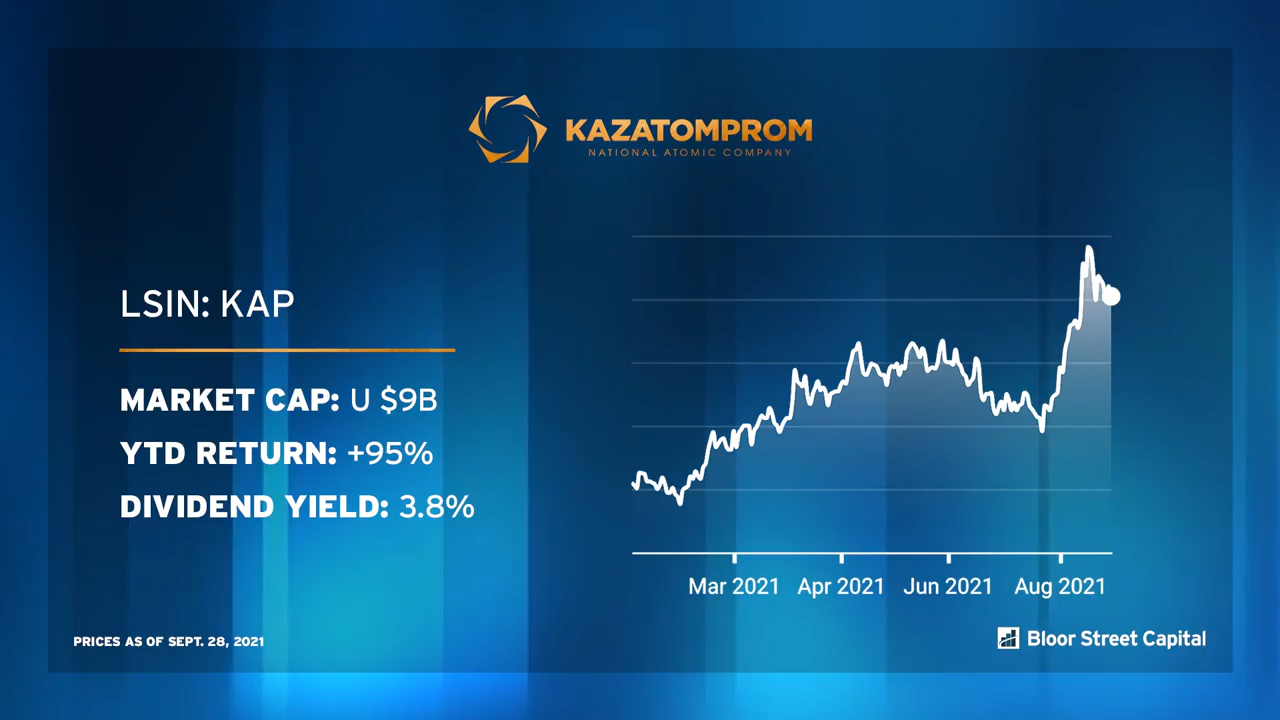 KAZATOMPROM
NATIONAL ATOMIC COMPANY
LSIN: KAP
MARKET CAP: U $9B
YTD RETURN: +95%
DIVIDEND YIELD: 3.8%
Mar 2021 Apr 2021 Jun 2021 Aug 2021
PRICES AS OF SEPT. 28, 2021
Bloor Street Capital